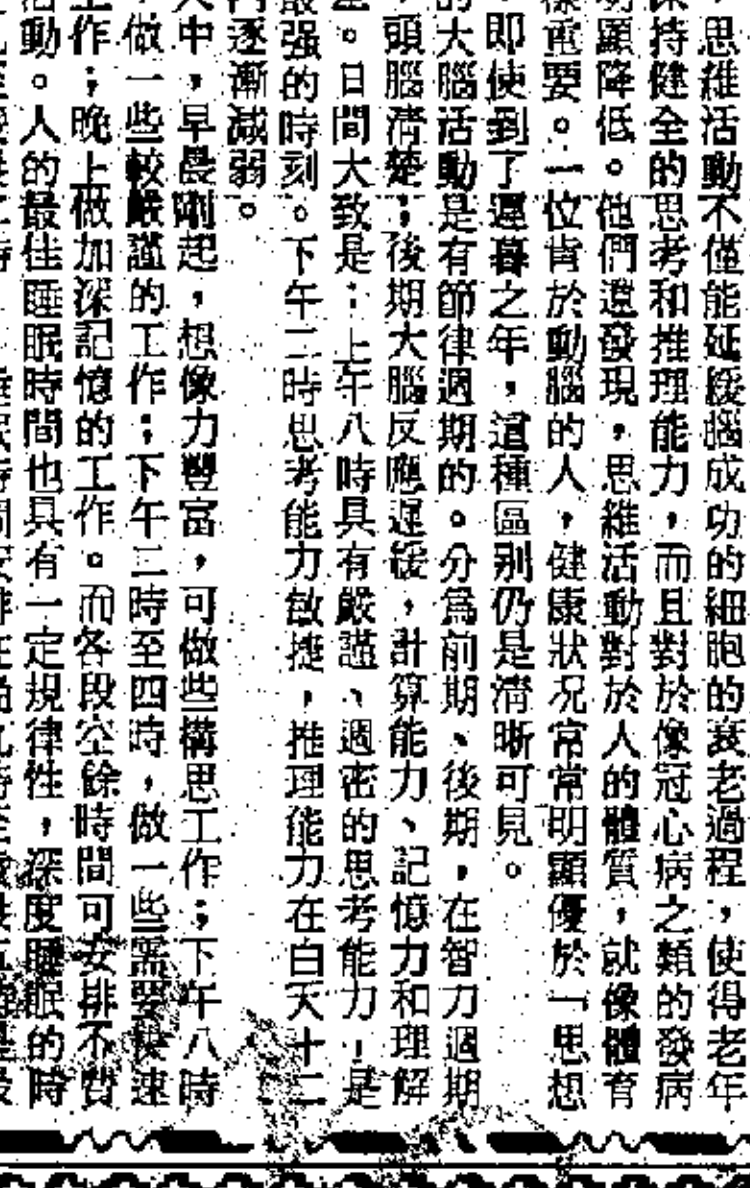 ，思維活動不僅能延緩腦成功的細胞的衰老過程，使得老年
保持健全的思考和推理能力，而且對於像冠心病之類的發病
明顯降低。他們還發現，思維活動對於人的體質，就像體育
樣重要。一位肯於動腦的人，健康狀况常常明顯優於「思想
。即使到了遲暮之年，這種區别仍是清晰可見。
的大腦活動是有節律週期的。分爲前期、後期，在智力週期
，頭腦清楚；後期大腦反應遲緩，計算能力、記憶力和理解
。日間大致是：上午八時具有嚴謹、週密的思考能力，是
最强的時刻。下午二時思考能力敏捷，推理能力在白天十二
内逐漸減弱。
天中，早晨剛起，想像力豐富，可做些構思工作；下午八時
，做一些較嚴謹的工作；下午二時至四時，做一些需要快速
工作；晚上做加深記憶的工作。而各段空餘時間可安排不費
活動。人的最佳睡眠時間也具有一定規律性，深度睡眠的時